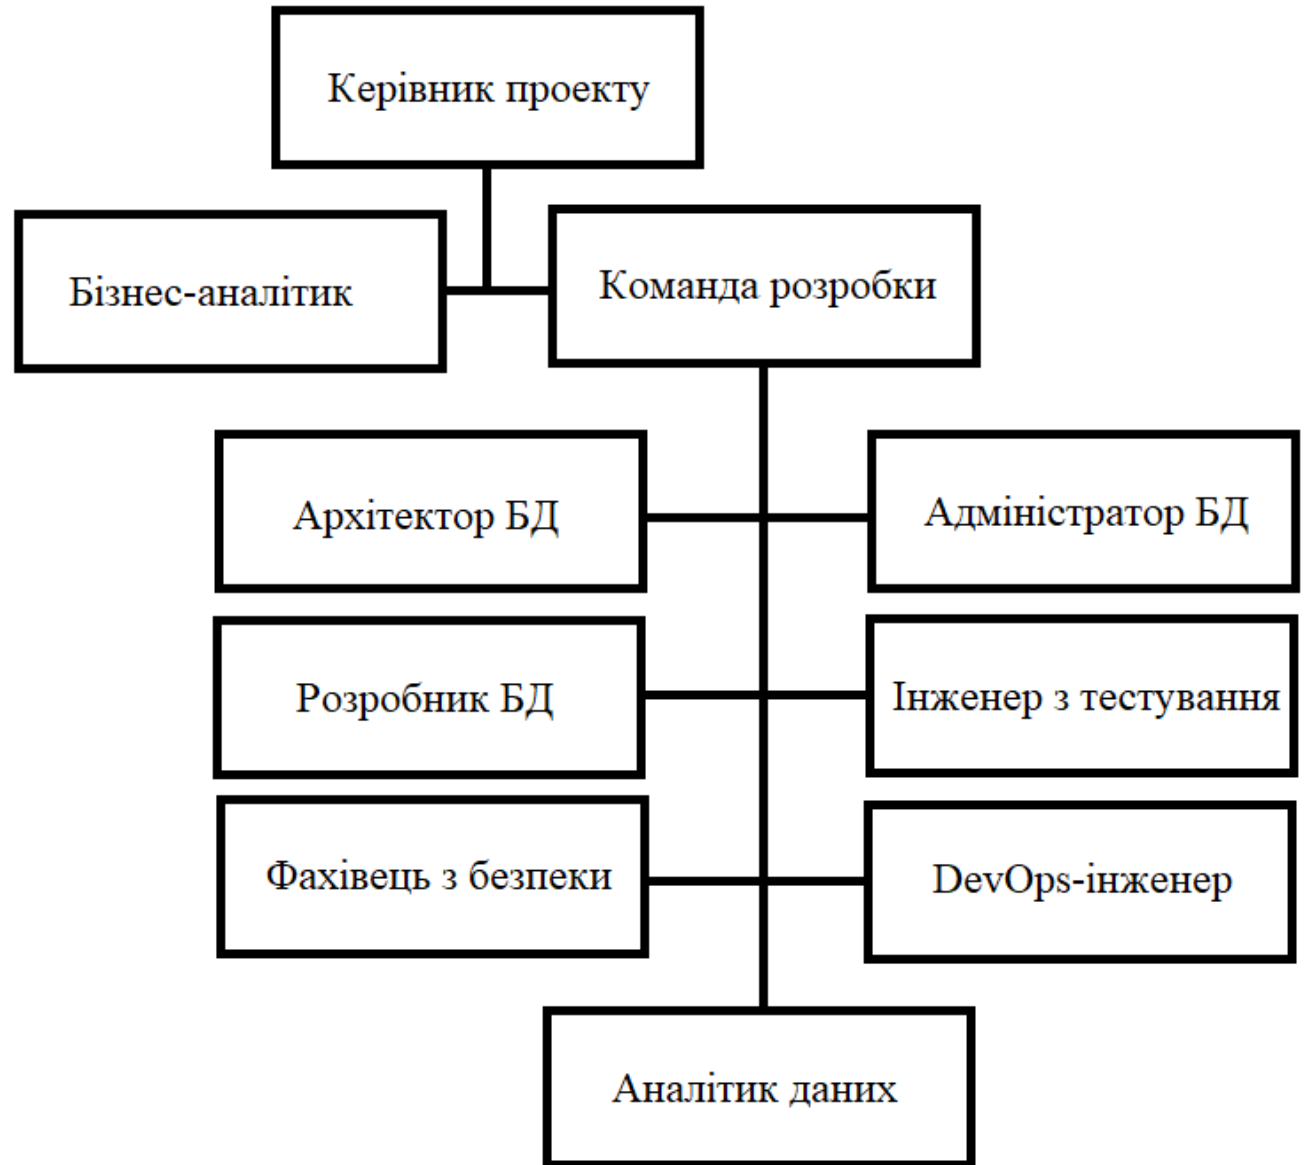 Керівник проекту
Бізнес-аналітик
Команда розробки
Архітектор БД
Адміністратор БД
Розробник БД
Інженер з тестування
Фахівець з безпеки
DevOps-інженер
Аналітик даних